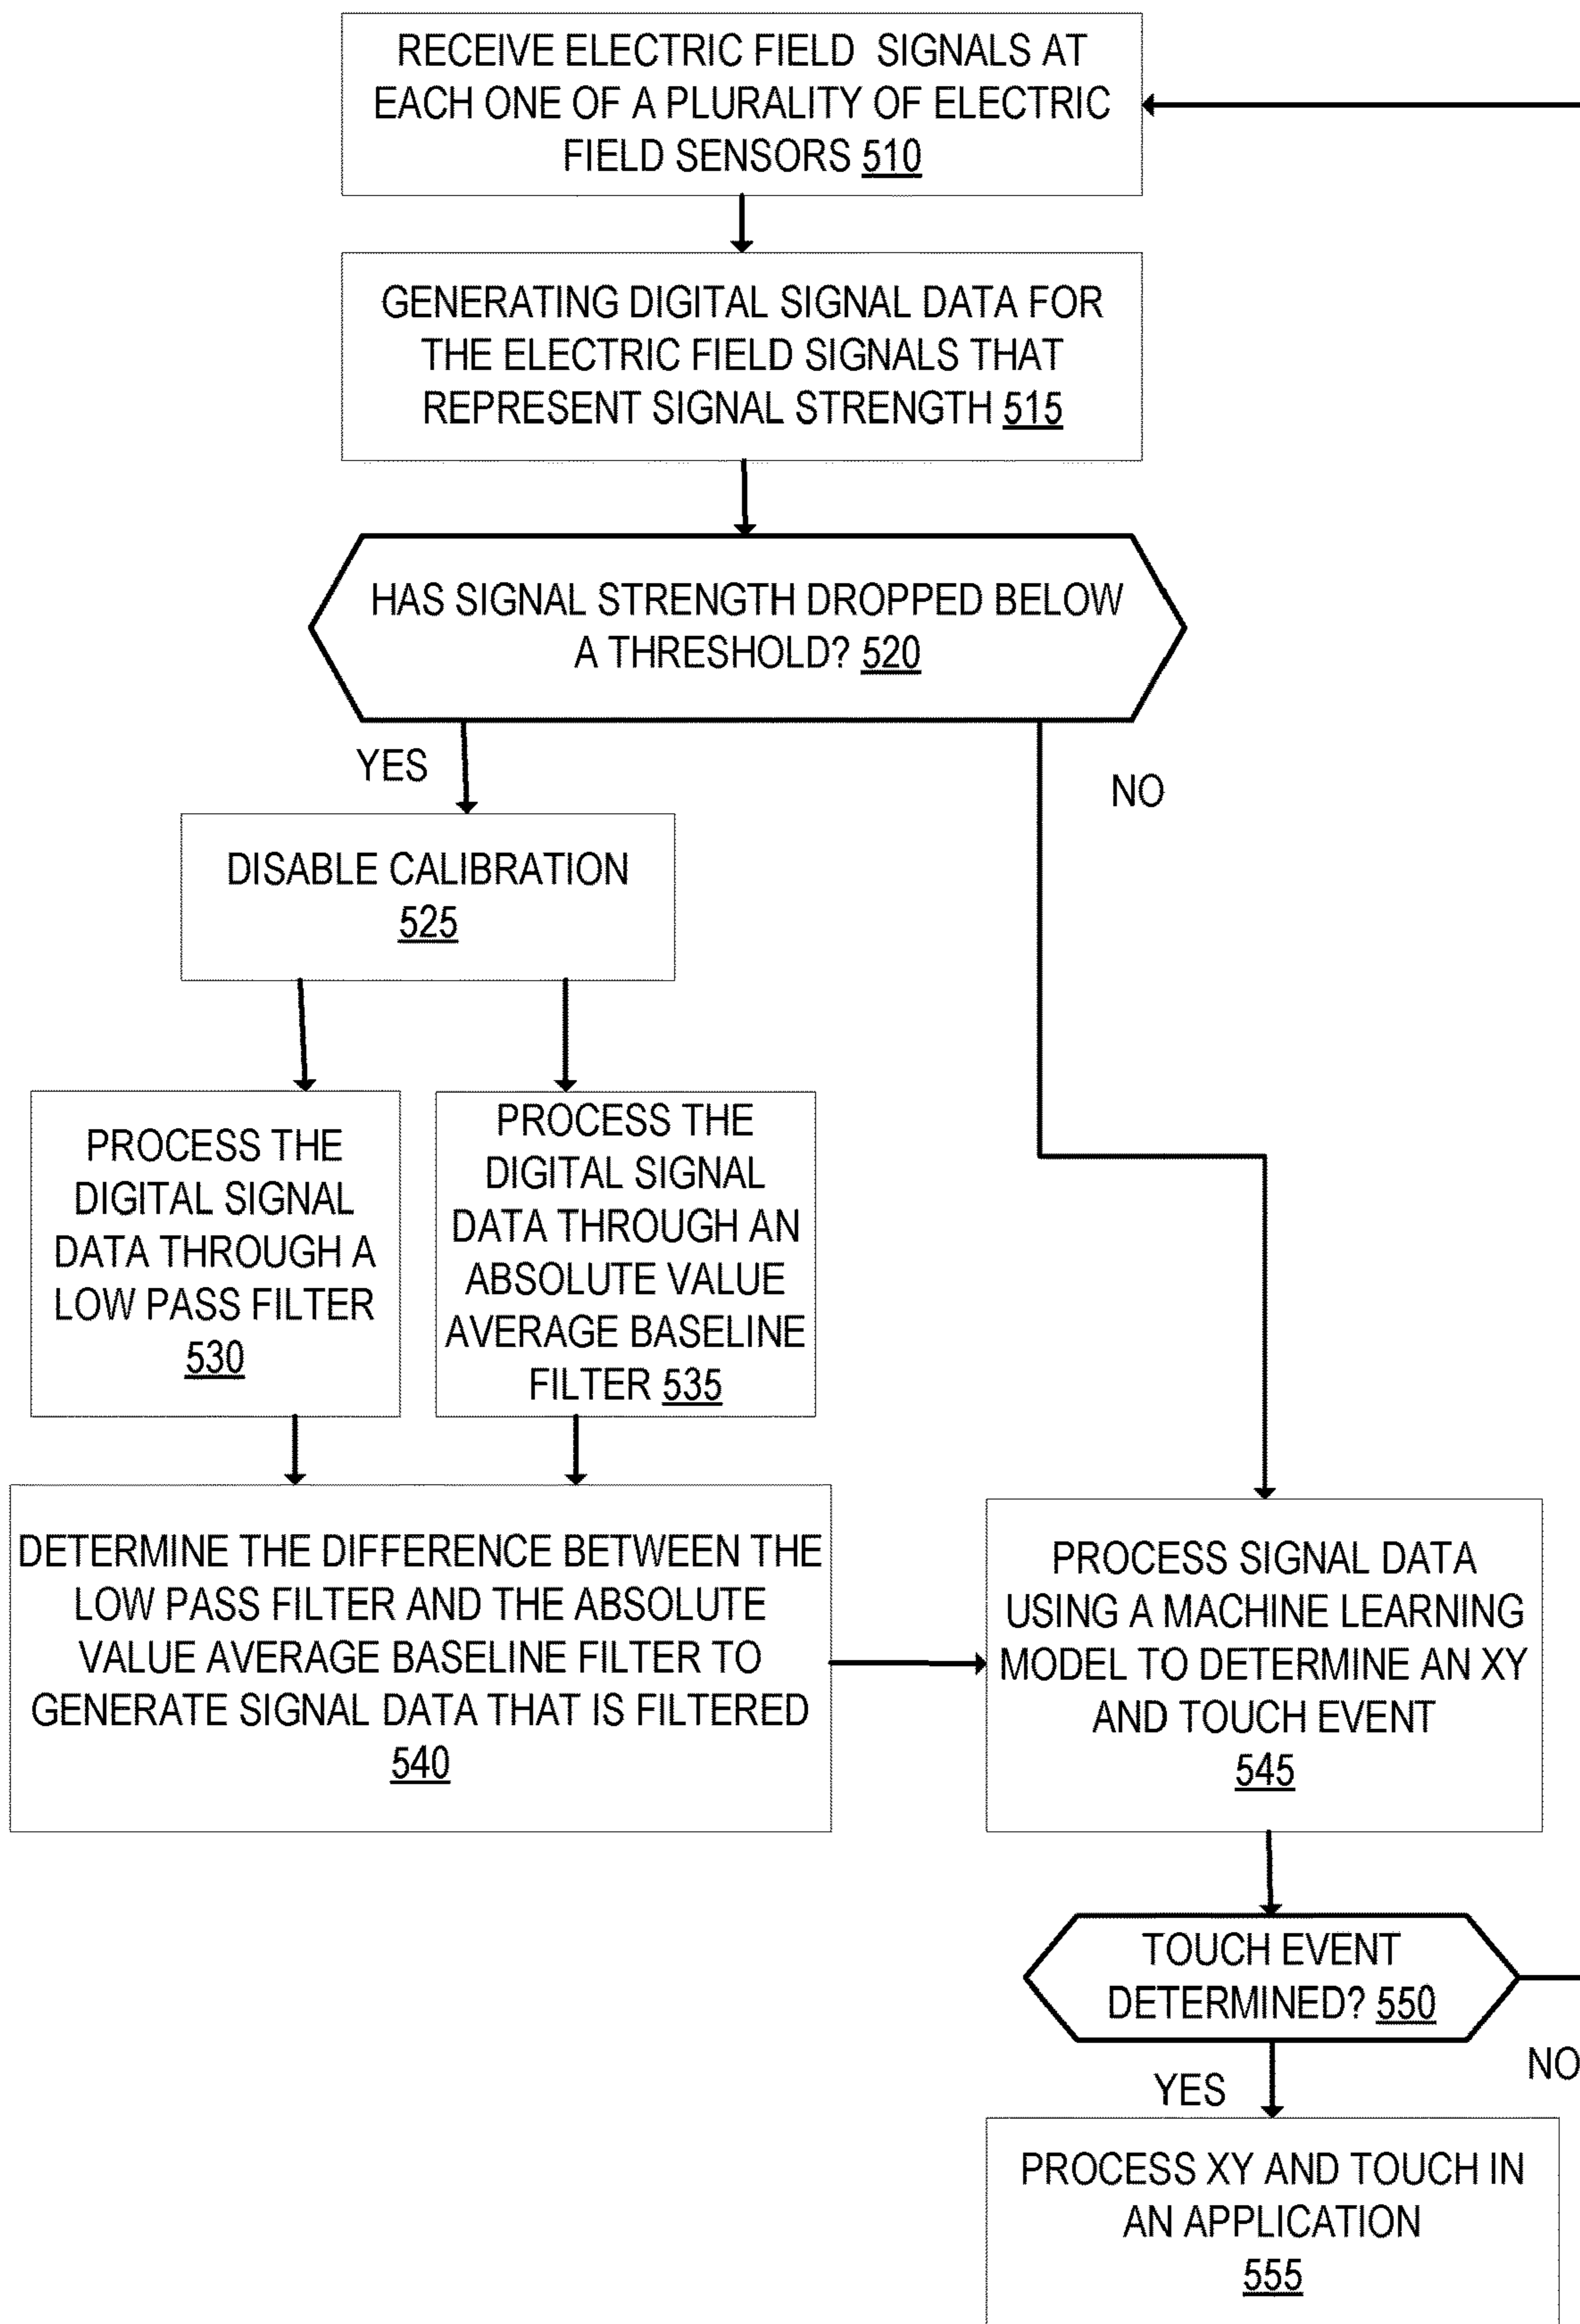 RECEIVE ELECTRIC FIELD SIGNALS AT
EACH ONE OF A PLURALITY OF ELECTRIC
FIELD SENSORS 510
GENERATING DIGITAL SIGNAL DATA FOR
THE ELECTRIC FIELD SIGNALS THAT
REPRESENT SIGNAL STRENGTH 515
HAS SIGNAL STRENGTH DROPPED BELOW
A THRESHOLD? 520
YES
NO
DISABLE CALIBRATION
525
PROCESS THE
DIGITAL SIGNAL
DATA THROUGH A
LOW PASS FILTER
530
PROCESS THE
DIGITAL SIGNAL
DATA THROUGH AN
ABSOLUTE VALUE
AVERAGE BASELINE
FILTER 535
DETERMINE THE DIFFERENCE BETWEEN THE
LOW PASS FILTER AND THE ABSOLUTE
VALUE AVERAGE BASELINE FILTER TO
GENERATE SIGNAL DATA THAT IS FILTERED
540
PROCESS SIGNAL DATA
USING A MACHINE LEARNING
MODEL TO DETERMINE AN XY
AND TOUCH EVENT
545
TOUCH EVENT
DETERMINED? 550
YES
NO
PROCESS XY AND TOUCH IN
AN APPLICATION
555